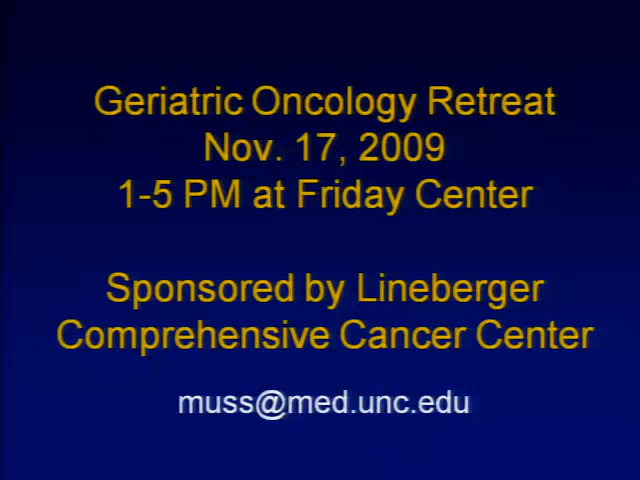 Geriatric Oncology Retreat
Nov. 17, 2009
1-5 PM at Friday Center
Sponsored by Lineberger
Comprehensive Cancer Center
muss@med.unc.edu